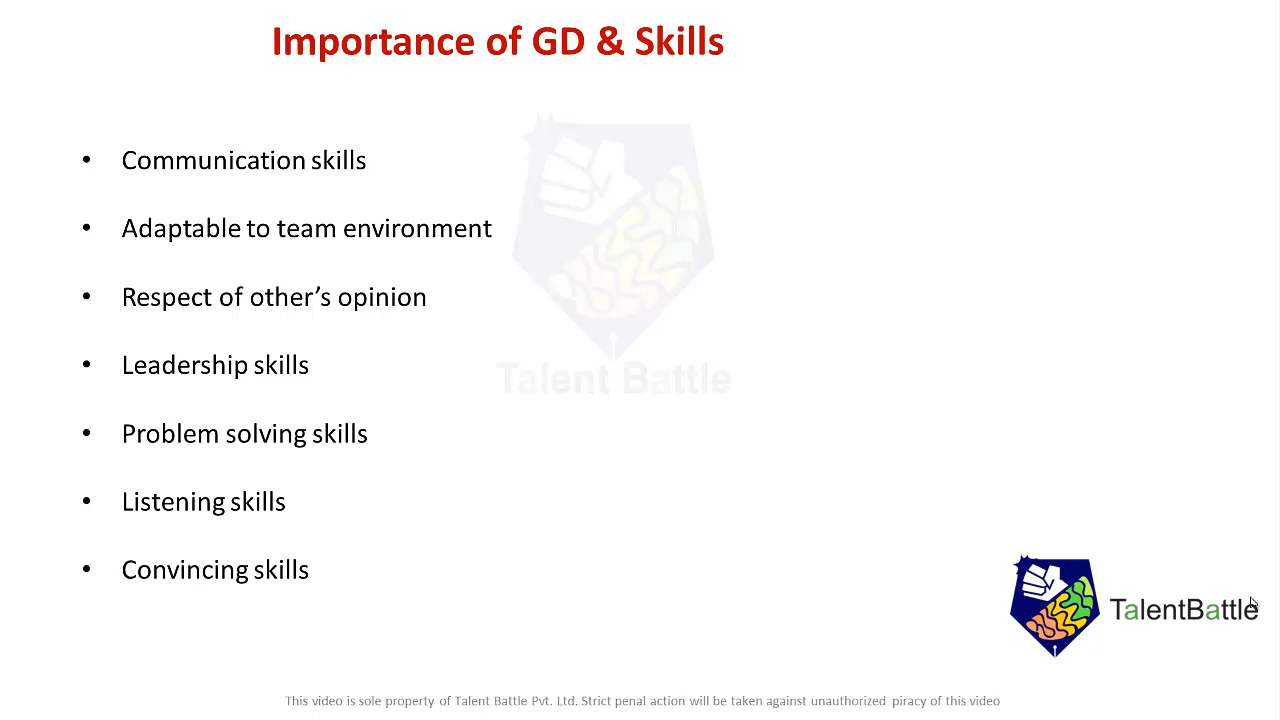 Importance of GD & Skills
• Communication skills
• Adaptable to team environment
• Respect of other’s opinion
Talent Battle
• Leadership skills
• Problem solving skills
• Listening skills
• Convincing skills
TalentBattle
This video is sole property of Talent Battle Pvt. Ltd. Strict penal action will be taken against unauthorized piracy of this video